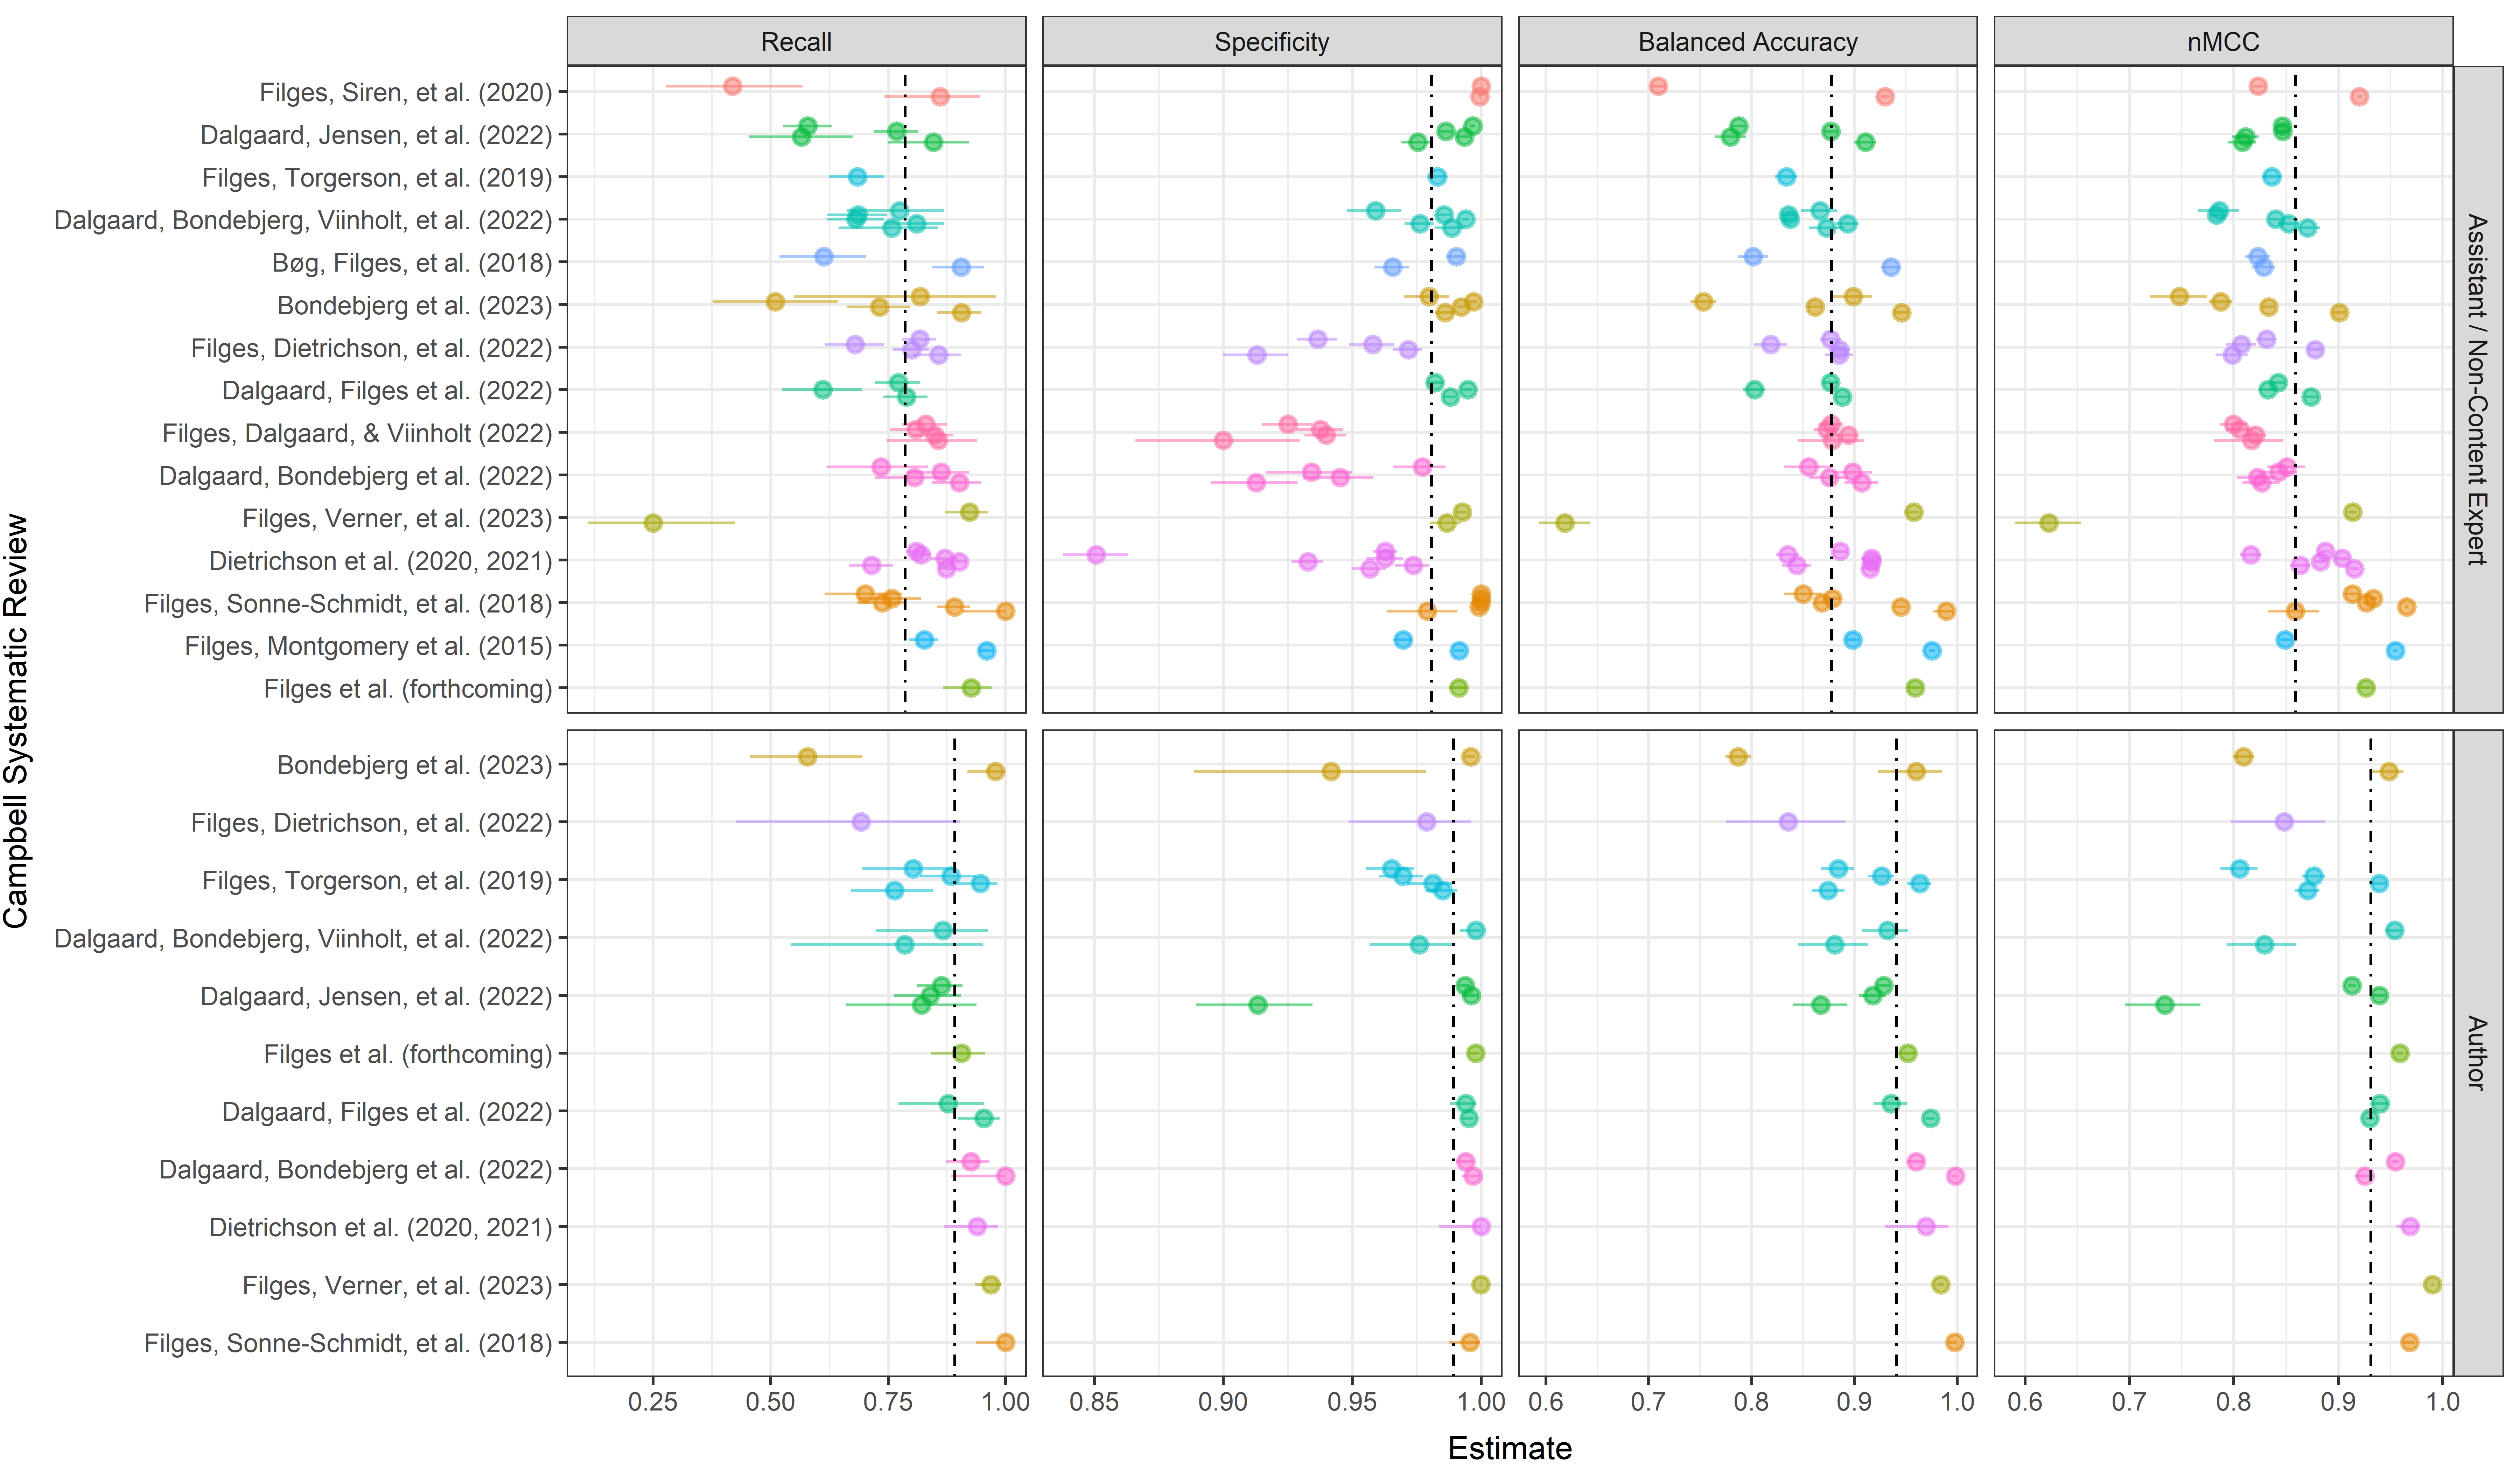 Recall
Specificity
Balanced Accuracy
nMCC
Campbell Systematic Review
Filges, Siren, et al. (2020)
Dalgaard, Jensen, et al. (2022)
Filges, Torgerson, et al. (2019)
Dalgaard, Bondebjerg, Viinholt, et al. (2022)
Bøg, Filges, et al. (2018)
Bondebjerg et al. (2023)
Filges, Dietrichson, et al. (2022)
Dalgaard, Filges et al. (2022)
Filges, Dalgaard, & Viinholt (2022)
Dalgaard, Bondebjerg et al. (2022)
Filges, Verner, et al. (2023)
Dietrichson et al. (2020, 2021)
Filges, Sonne-Schmidt, et al. (2018)
Filges, Montgomery et al. (2015)
Filges et al. (forthcoming)
Assistant / Non-Content Expert
Bondebjerg et al. (2023)
Filges, Dietrichson, et al. (2022)
Filges, Torgerson, et al. (2019)
Dalgaard, Bondebjerg, Viinholt, et al. (2022)
Dalgaard, Jensen, et al. (2022)
Filges et al. (forthcoming)
Dalgaard, Filges et al. (2022)
Dalgaard, Bondebjerg et al. (2022)
Dietrichson et al. (2020, 2021)
Filges, Verner, et al. (2023)
Filges, Sonne-Schmidt, et al. (2018)
Author
0.25 0.50 0.75 1.00
0.85 0.90 0.95 1.00
0.6 0.7 0.8 0.9 1.0
0.6 0.7 0.8 0.9 1.0
Estimate